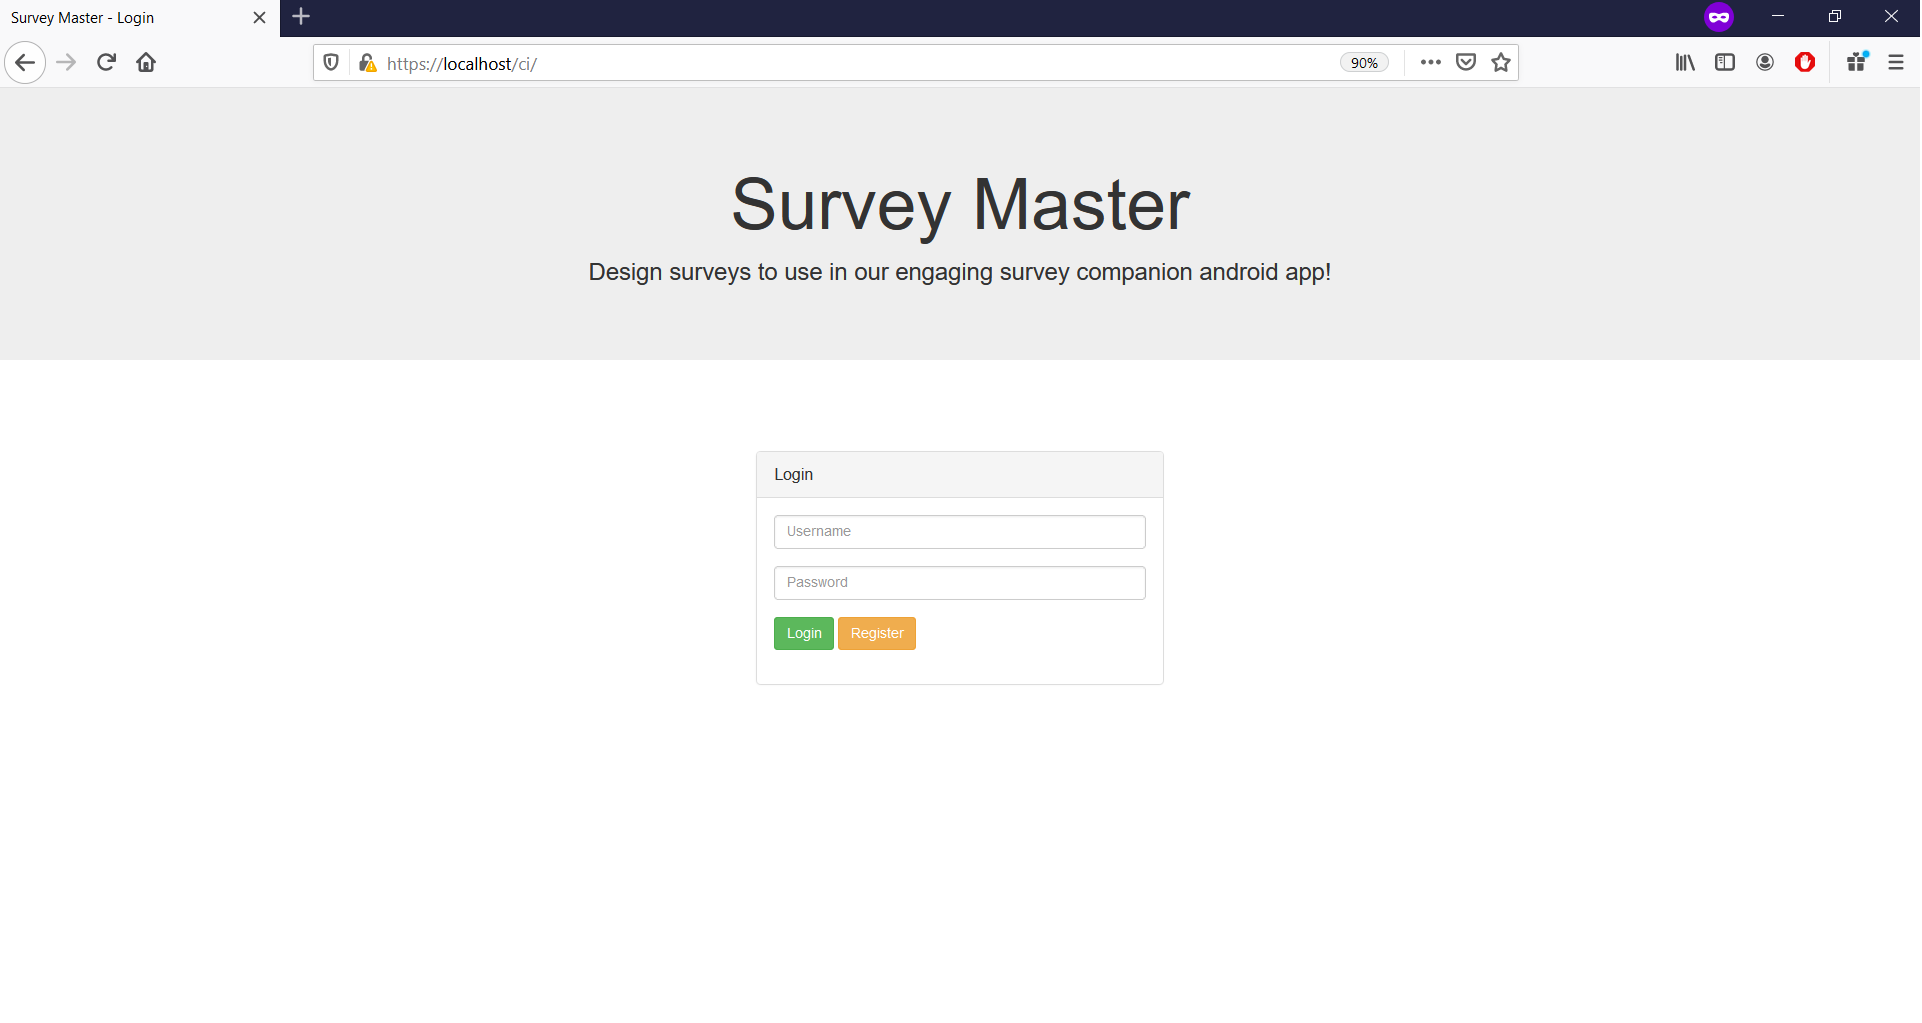 Survey Master - Login
https://localhost/ci/
90%
Survey Master
Design surveys to use in our engaging survey companion android app!
Login
Username
Password
Login Register